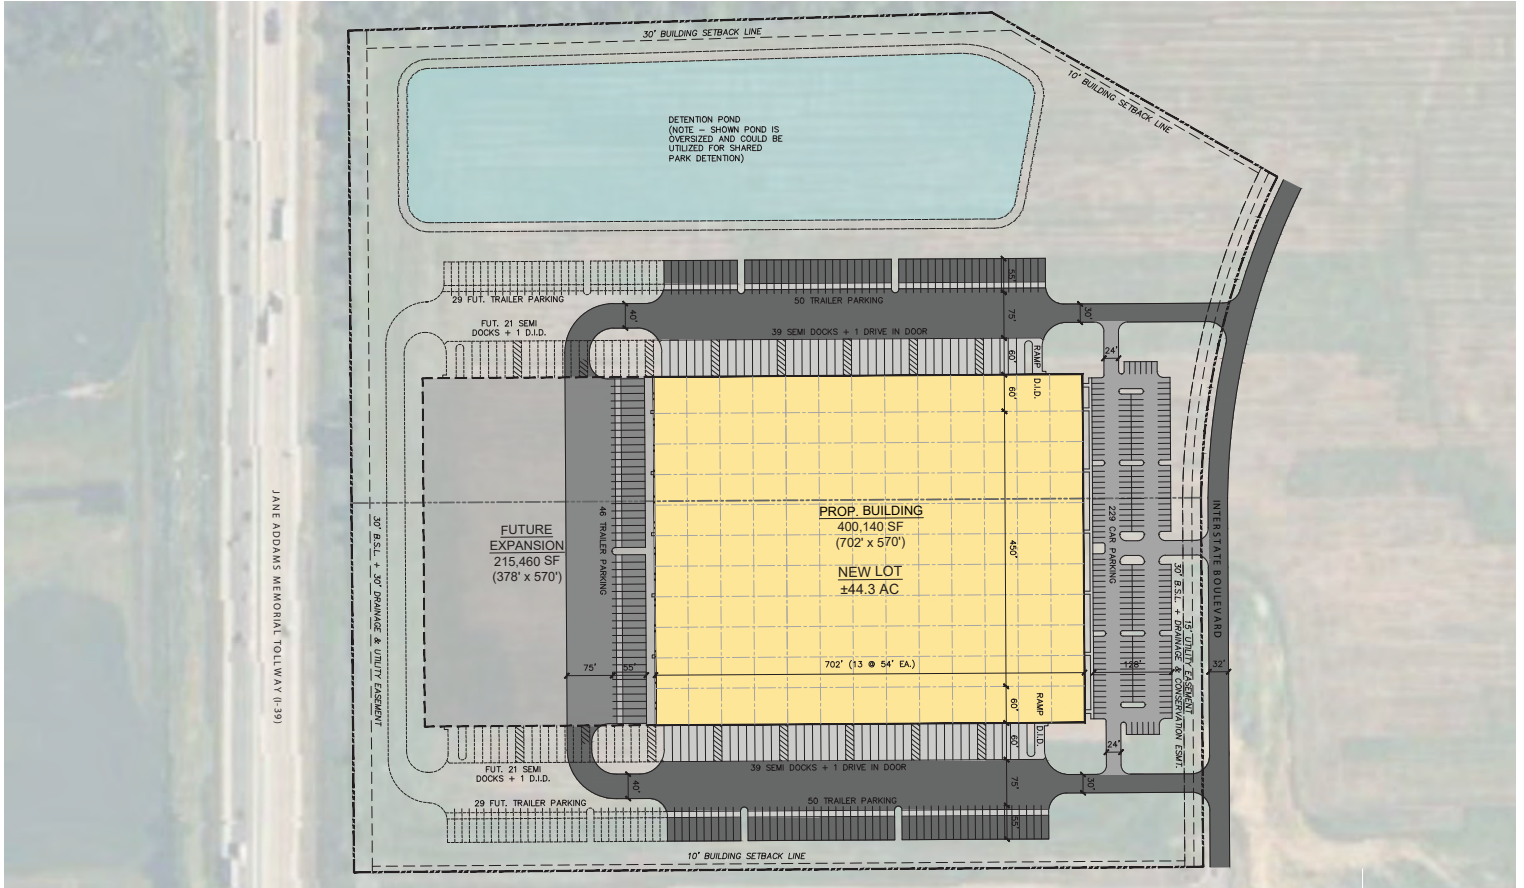 30' BUILDING SETBACK LINE
10' BUILDING SETBACK LINE
DETENTION POND
(NOTE – SHOWN POND IS
OVERSIZED AND COULD BE
UTILIZED FOR SHARED
PARK DETENTION)
29 FUT. TRAILER PARKING
50 TRAILER PARKING
55'
75'
30'
40'
FUT. 21 SEMI
DOCKS + 1 D.I.D.
39 SEMI DOCKS + 1 DRIVE IN DOOR
60'
RAMP
24'
60'
D.I.D.
JANE ADDAMS MEMORIAL TOLLWAY (I-39)
30' B.S.L. + 30' DRAINAGE & UTILITY EASEMENT
FUTURE
EXPANSION
215,460 SF
(378' x 570')
46 TRAILER PARKING
PROP. BUILDING
400,140 SF
(702' x 570')
NEW LOT
±44.3 AC
450'
229 CAR PARKING
INTERSTATE BOULEVARD
30' B.S.L. + DRAINAGE & CONSERVATION ESMT.
15' UTILITY EASEMENT
75'
55'
702' (13 @ 54' EA.)
128'
32'
60'
RAMP
60'
D.I.D.
24'
FUT. 21 SEMI
DOCKS + 1 D.I.D.
39 SEMI DOCKS + 1 DRIVE IN DOOR
40'
75'
30'
29 FUT. TRAILER PARKING
50 TRAILER PARKING
55'
10' BUILDING SETBACK LINE